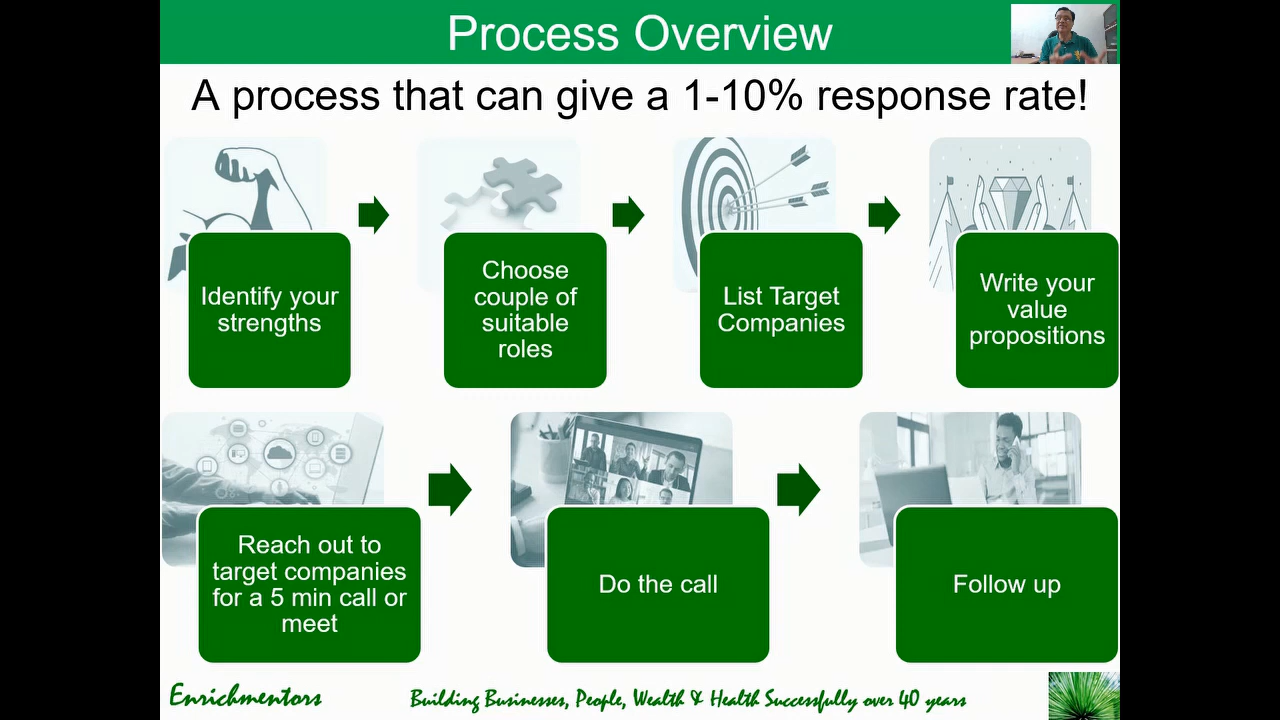 Process Overview
A process that can give a 1-10% response rate!
Identify your
strengths
Choose
couple of
suitable
roles
List Target
Companies
Write your
value
propositions
Reach out to
target companies
for a 5 min call or
meet
Do the call
Follow up
Enrichmentors
Building Businesses, People, Wealth & Health Successfully over 40 years